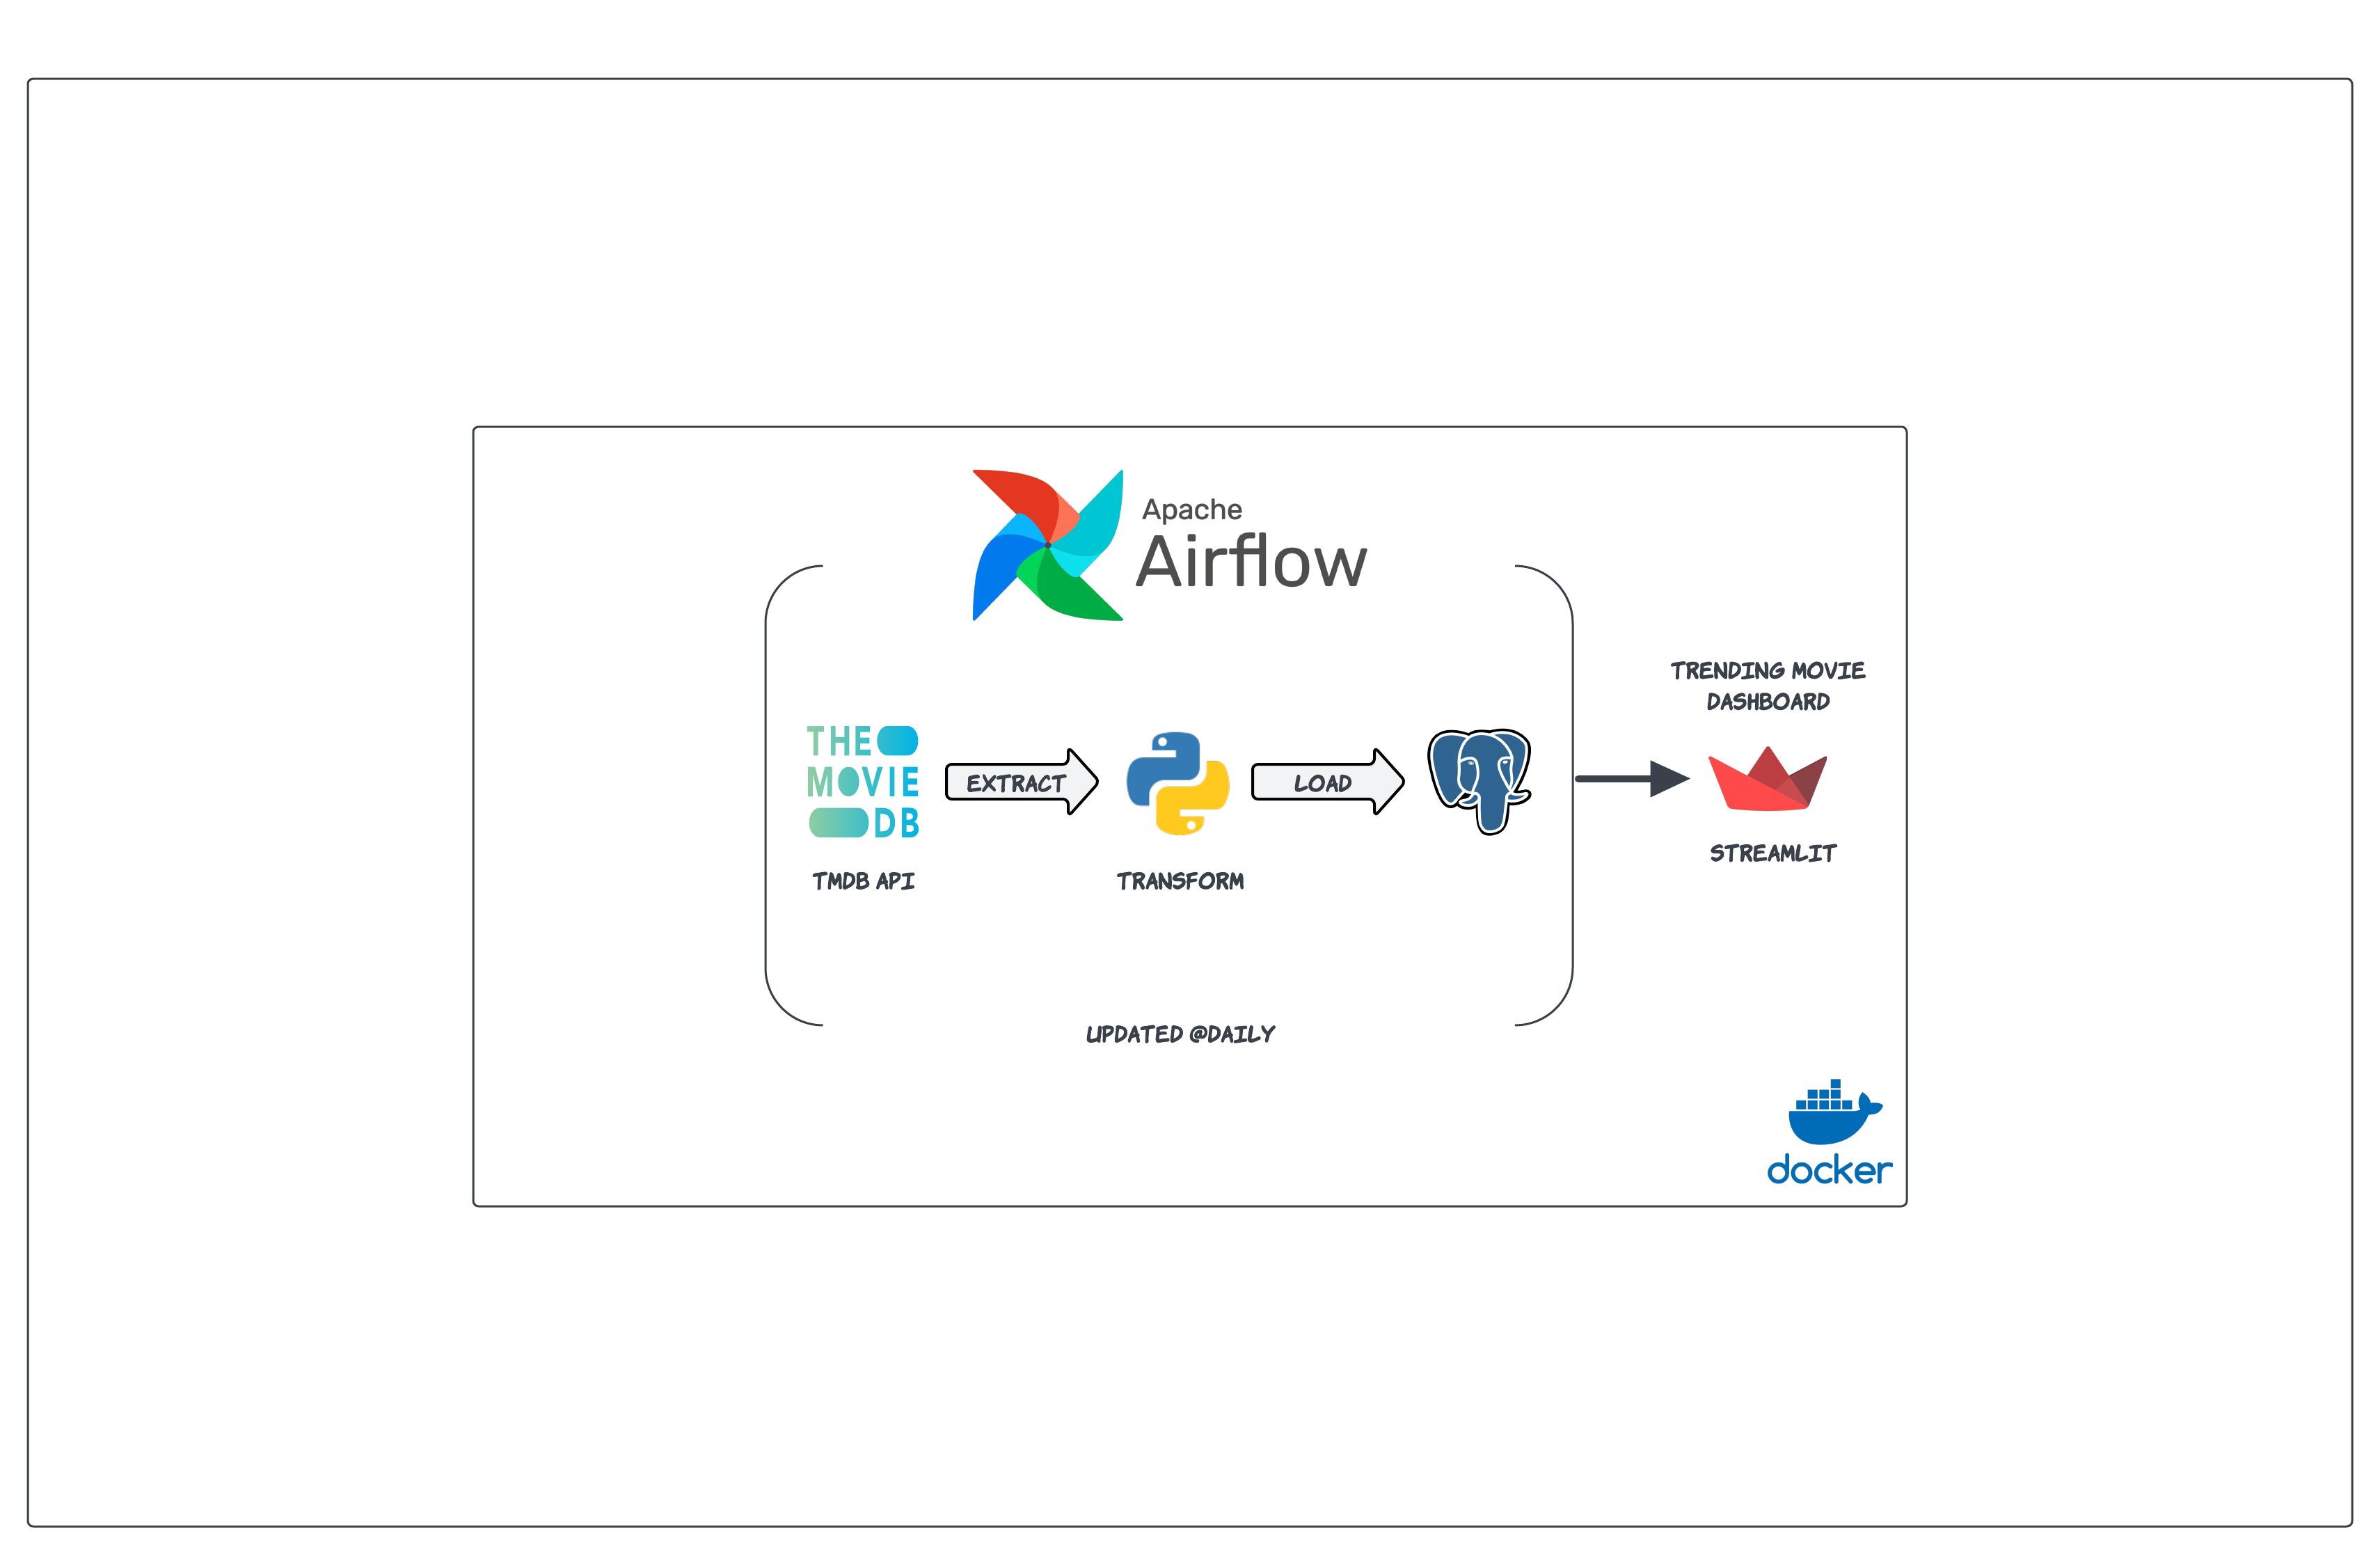 Apache
Airflow
TRENDING MOVIE
DASHBOARD
THE
MOVIE
DB
EXTRACT
LOAD
TMDB API
TRANSFORM
STREAMLIT
UPDATED @DAILY
docker